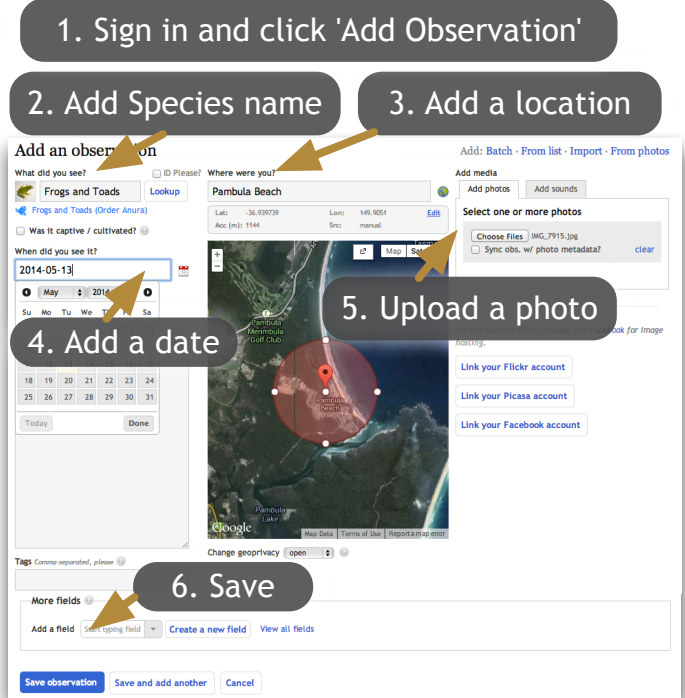 1. Sign in and click 'Add Observation'
2. Add Species name
3. Add a location
Add an observation
Add: Batch · From list · Import · From photos
What did you see?
ID Please?
Frogs and Toads
Lookup
Frogs and Toads (Order Anura)
Was it captive / cultivated?
When did you see it?
2014-05-13
May
2014
Su Mo Tu We Th Fr Sa
4. Add a date
18 19 20 21 22 23 24
25 26 27 28 29 30 31
Today
Done
Where were you?
Pambula Beach
Lat: -36.939739
Lon: 149.9051
Edit
Acc (m): 1144
Src: manual
+
-
Map
Pambula
Merimbula
Golf Club
Pambula
Beach
Pambula
Lake
Google
Map Data
Terms of Use
Report a map error
Change geoprivacy
open
Add media
Add photos
Add sounds
Select one or more photos
Choose Files
IMG_7915.jpg
Sync obs. w/ photo metadata?
clear
5. Upload a photo
for image
hosting.
Link your Flickr account
Link your Picasa account
Link your Facebook account
Tags Comma-separated, please
6. Save
More fields
Add a field
Start typing field
Create a new field
View all fields
Save observation
Save and add another
Cancel